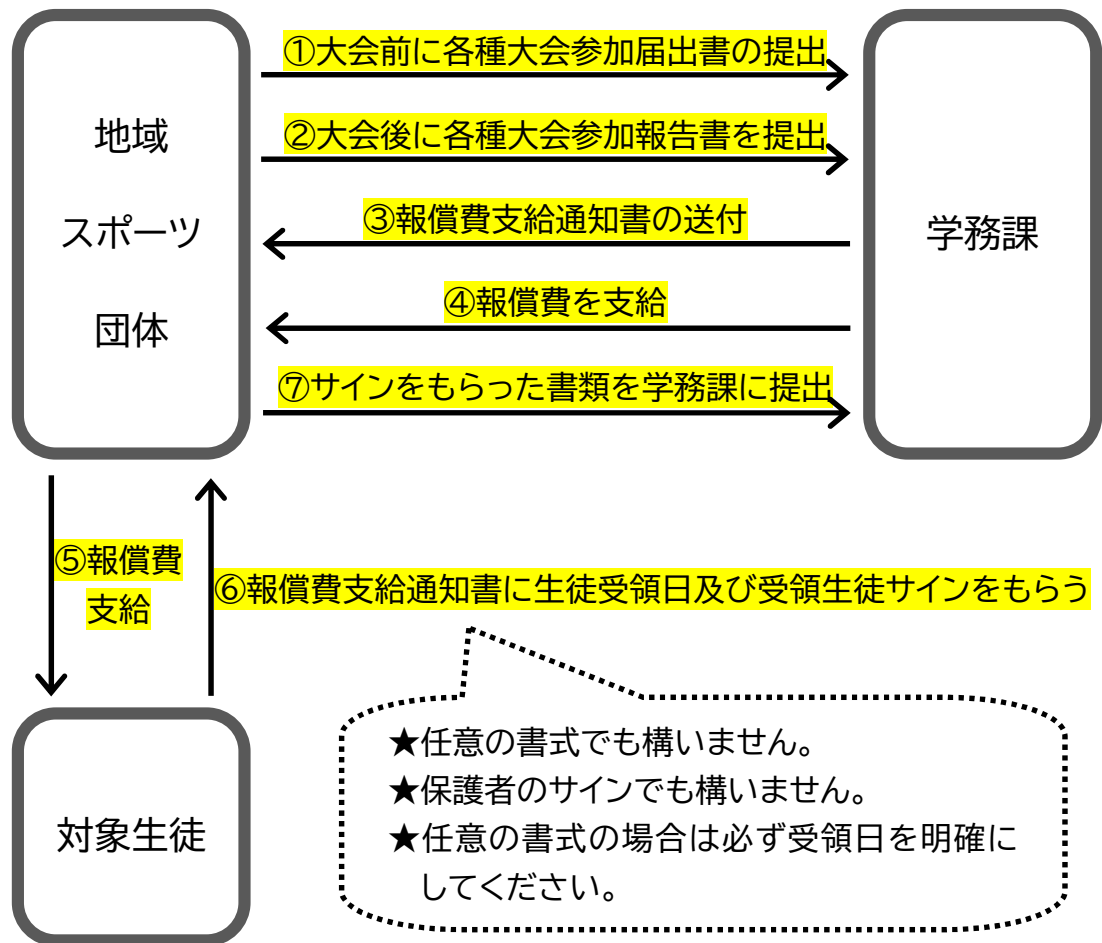 ①大会前に各種大会参加届出書の提出
②大会後に各種大会参加報告書を提出
③報償費支給通知書の送付
④報償費を支給
⑦サインをもらった書類を学務課に提出
地域
スポーツ
団体
学務課
⑤報償費
支給
⑥報償費支給通知書に生徒受領日及び受領生徒サインをもらう
★任意の書式でも構いません。
★保護者のサインでも構いません。
★任意の書式の場合は必ず受領日を明確に
してください。
対象生徒